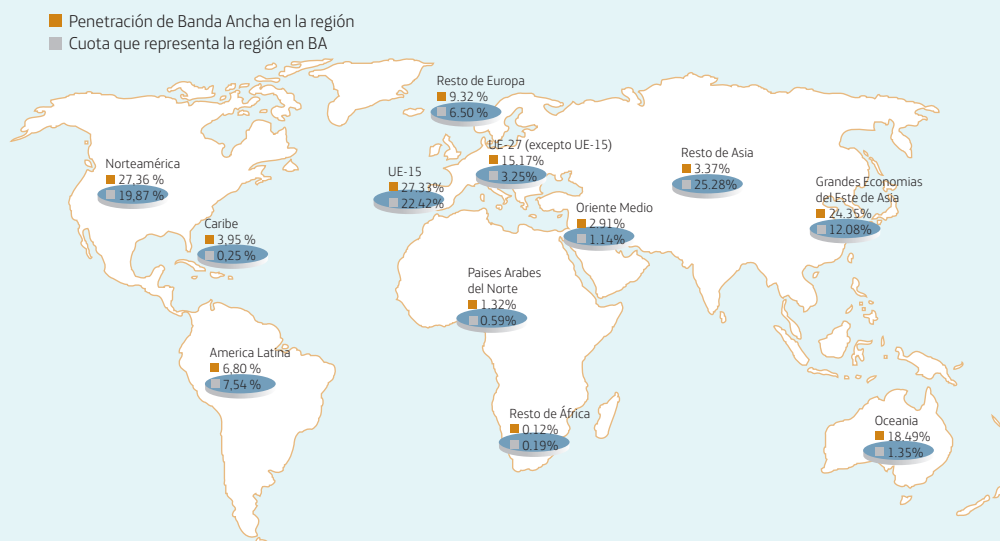 Penetración de Banda Ancha en la región
Cuota que representa la región en BA
Resto de Europa
9.32 %
6.50 %
UE-27 (excepto UE-15)
15.17%
3.25%
Resto de Asia
3.37%
25.28%
Norteamérica
27,36 %
19,87 %
UE-15
27.33%
22.42%
Grandes Economias
del Este de Asia
24.35%
12.08%
Oriente Medio
2.91%
1.14%
Caribe
3,95 %
0,25 %
Paises Arabes
del Norte
1.32%
0.59%
America Latina
6,80 %
7,54 %
Resto de África
0.12%
0.19%
Oceania
18.49%
1.35%